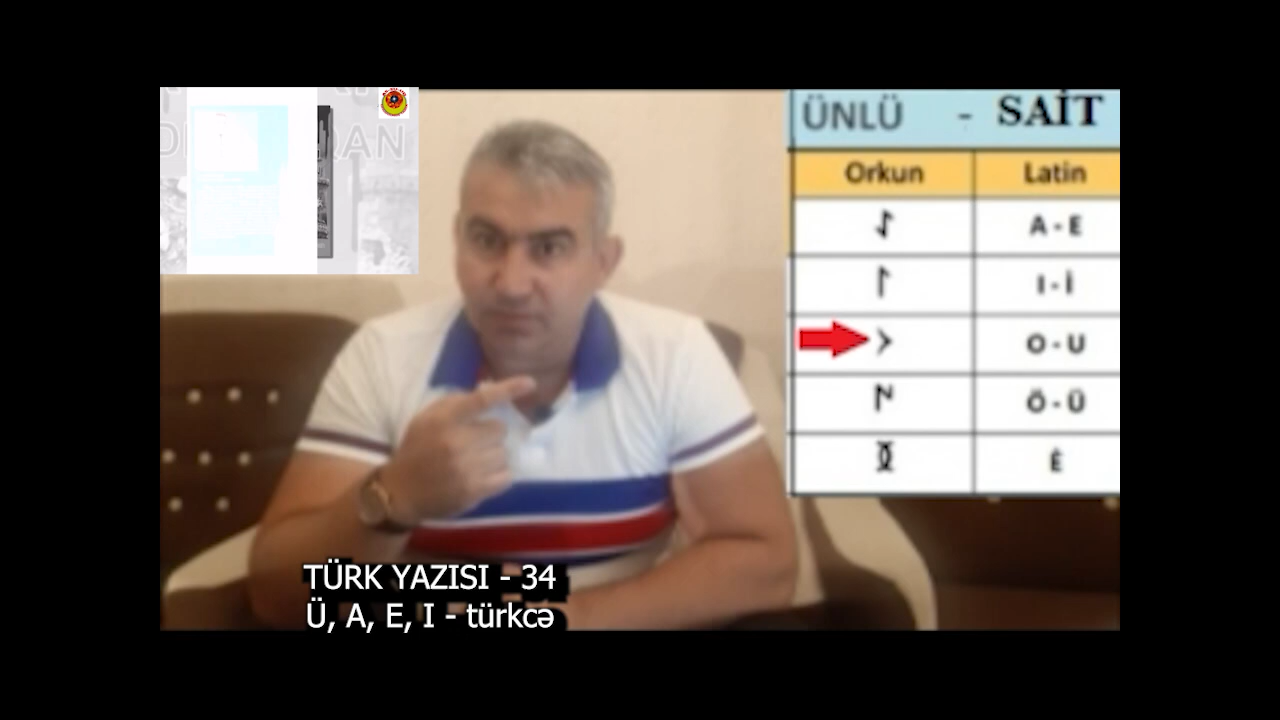 ÜNLÜ - SAİT
Orkun Latin
𐰀 A - E
𐰃 I - İ
𐰆 O - U
𐰇 Ö - Ü
É
TÜRK YAZISI - 34
Ü, A, E, I - türkcə